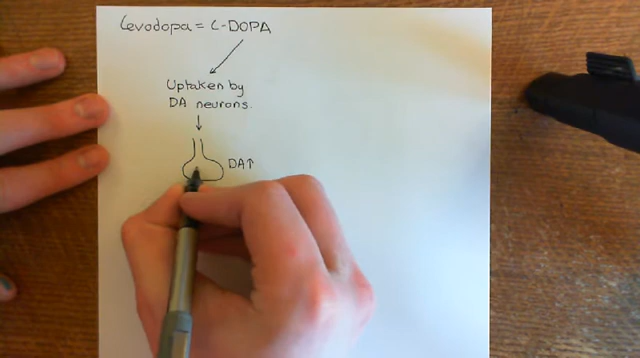 Levodopa = L-DOPA
Uptaken by
DA neurons.
DA↑